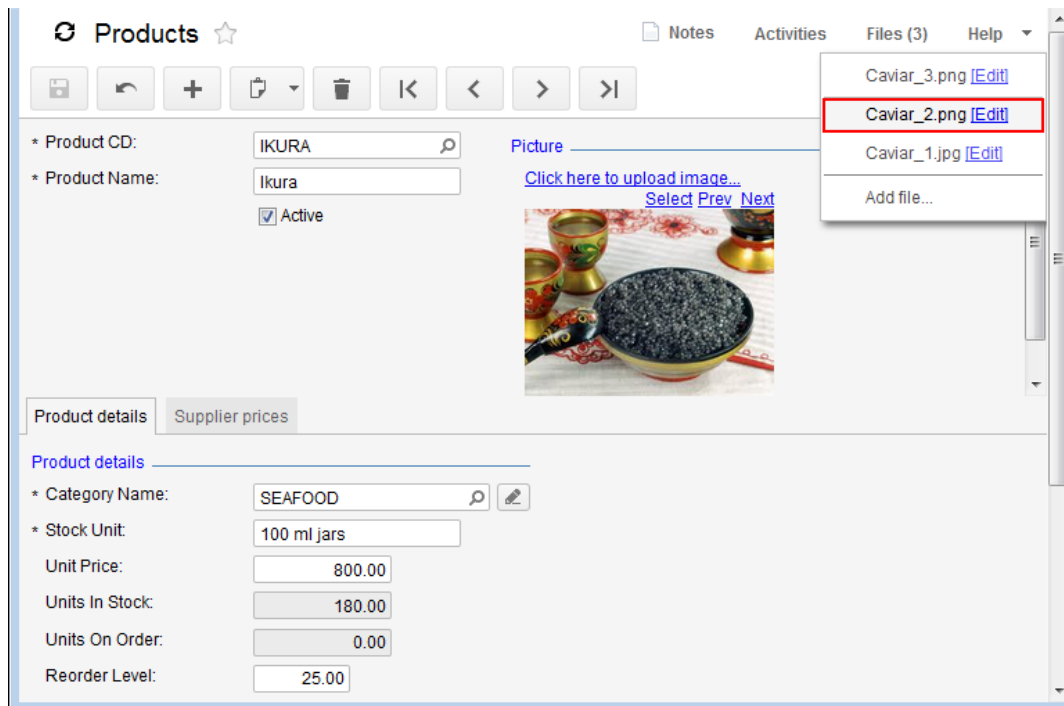 Products
Notes Activities Files (3) Help
Caviar_3.png [Edit]
Caviar_2.png [Edit]
Caviar_1.jpg [Edit]
Add file...
* Product CD: IKURA
* Product Name: Ikura
Active
Picture
Click here to upload image...
Select Prev Next
Product details Supplier prices
Product details
* Category Name: SEAFOOD
* Stock Unit: 100 ml jars
Unit Price: 800.00
Units In Stock: 180.00
Units On Order: 0.00
Reorder Level: 25.00